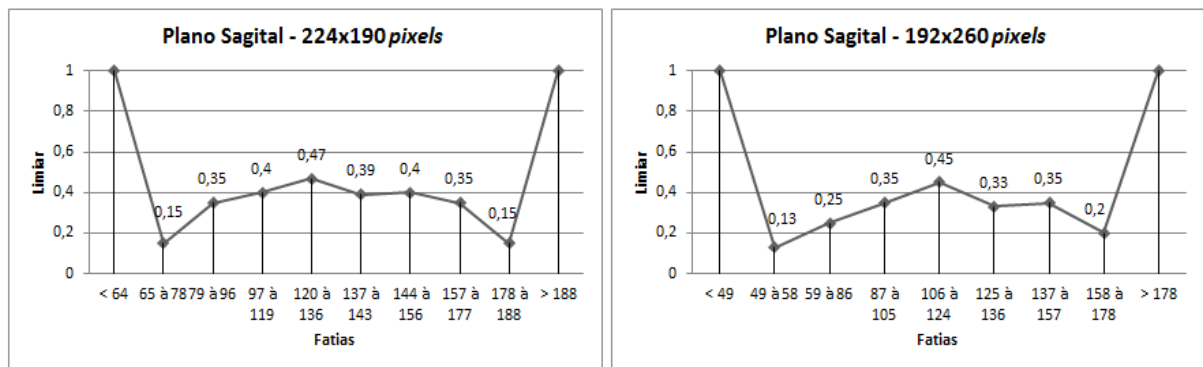 Plano Sagital - 224x190 pixels
1
0,8
0,6
0,4
0,2
0
Limiar
0,15
0,35
0,4
0,47
0,39
0,4
0,35
0,15
< 64
65 à 78
79 à 96
97 à
119
120 à
136
137 à
143
144 à
156
157 à
177
178 à
188
> 188
Fatias
Plano Sagital - 192x260 pixels
1
0,8
0,6
0,4
0,2
0
Limiar
0,13
0,25
0,35
0,45
0,33
0,35
0,2
< 49
49 à 58
59 à 86
87 à
105
106 à
124
125 à
136
137 à
157
158 à
178
> 178
Fatias